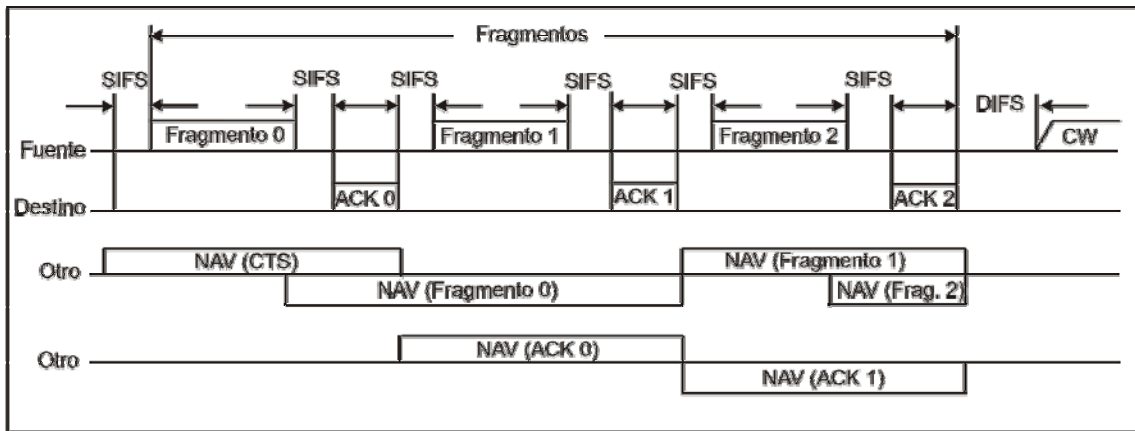 Fragmentos
SIFS SIFS SIFS SIFS SIFS SIFS
DIFS
Fragmento 0 Fragmento 1 Fragmento 2 CW
Fuente
ACK 0 ACK 1 ACK 2
Destino
NAV (CTS) NAV (Fragmento 1)
Otro
NAV (Fragmento 0) NAV (Frag. 2)
NAV (ACK 0)
Otro
NAV (ACK 1)